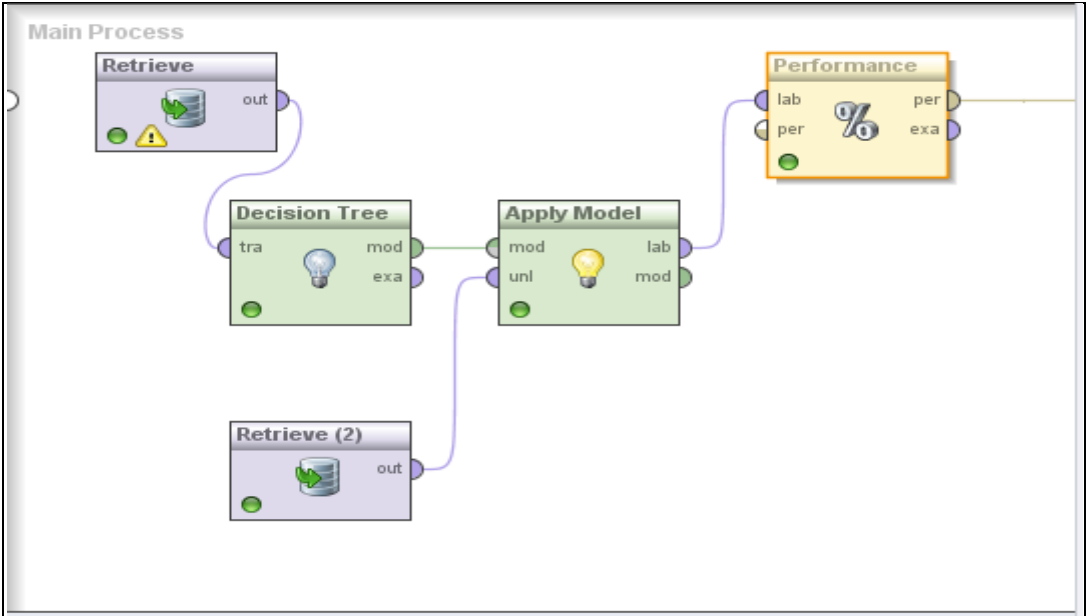 Main Process
Retrieve
out
Performance
lab
per
per
exa
Decision Tree
tra
mod
exa
Apply Model
mod
lab
unl
mod
Retrieve (2)
out